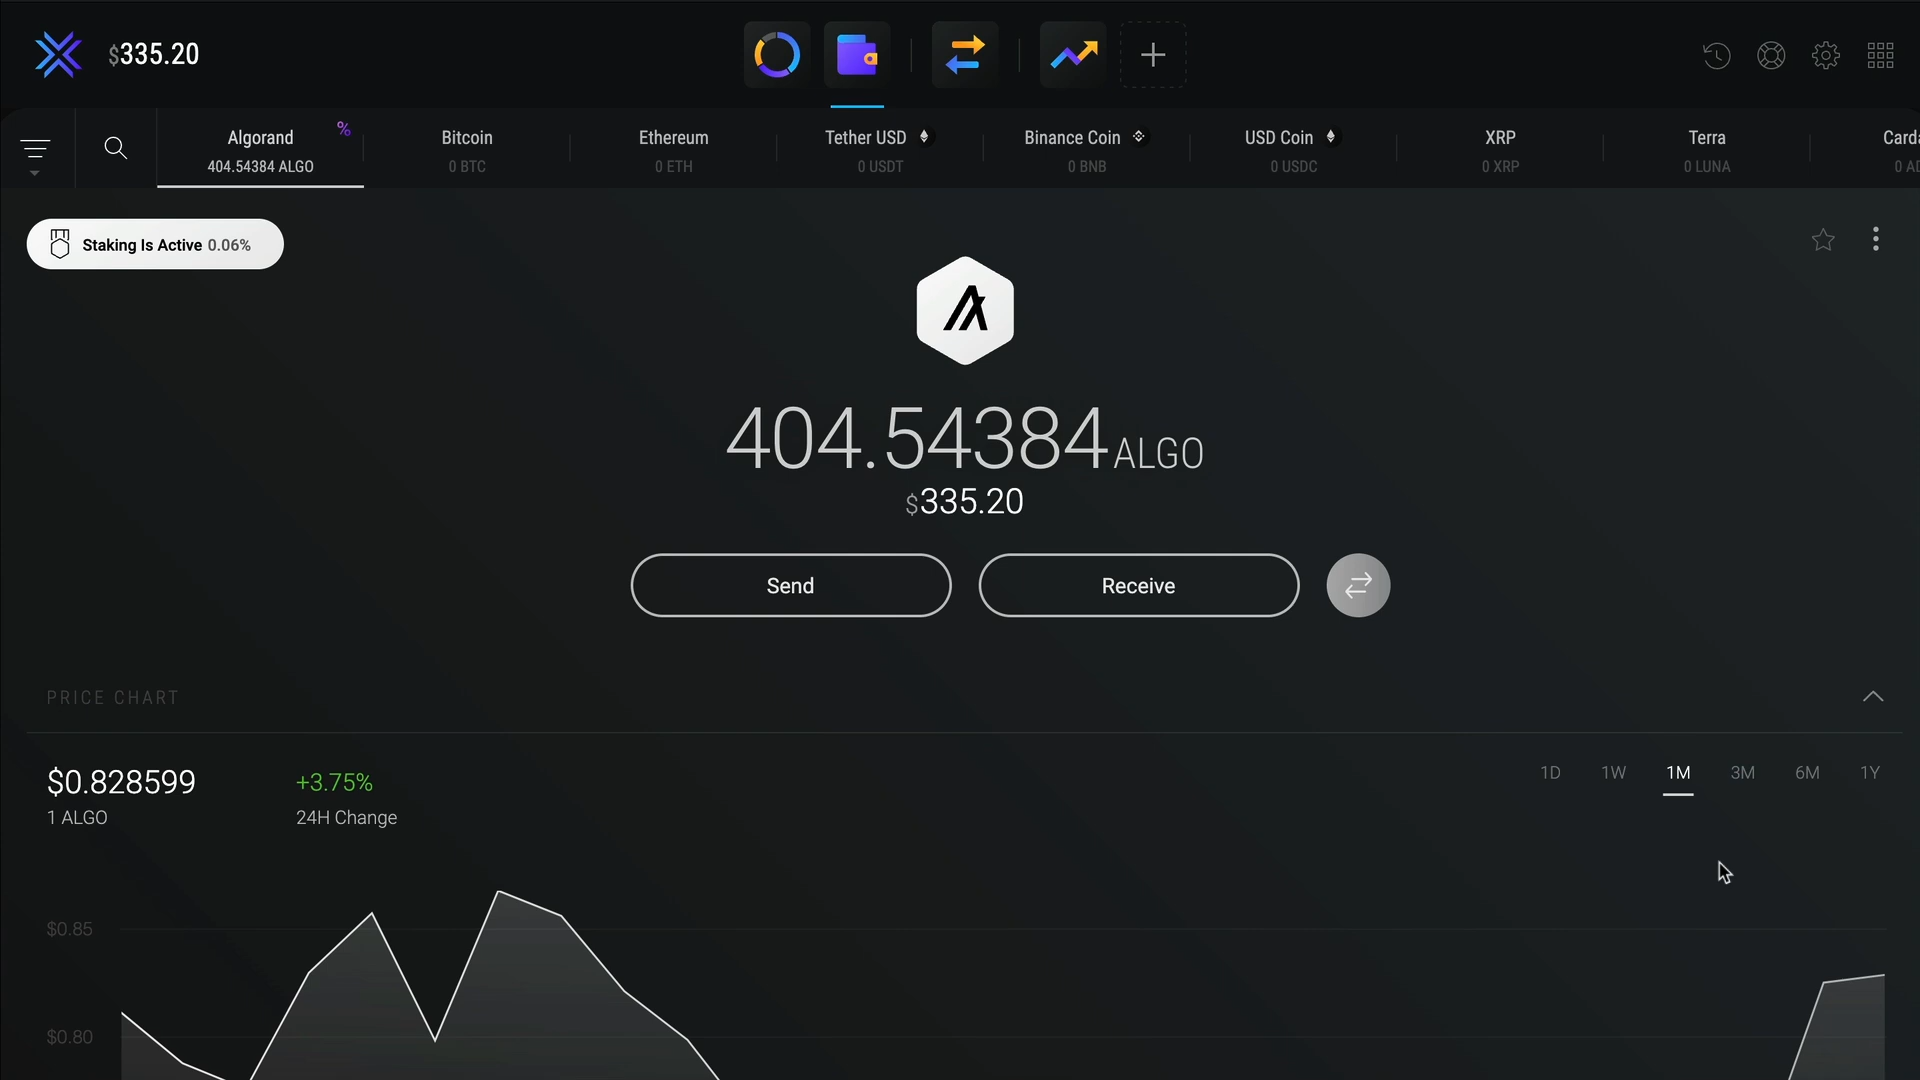 $335.20
Algorand %
404.54384 ALGO
Bitcoin
0 BTC
Ethereum
0 ETH
Tether USD
0 USDT
Binance Coin
0 BNB
USD Coin
0 USDC
XRP
0 XRP
Terra
0 LUNA
Carda
0 AD
Staking Is Active 0.06%
404.54384 ALGO
$335.20
Send
Receive
PRICE CHART
$0.828599
1 ALGO
+3.75%
24H Change
1D 1W 1M 3M 6M 1Y
$0.85
$0.80